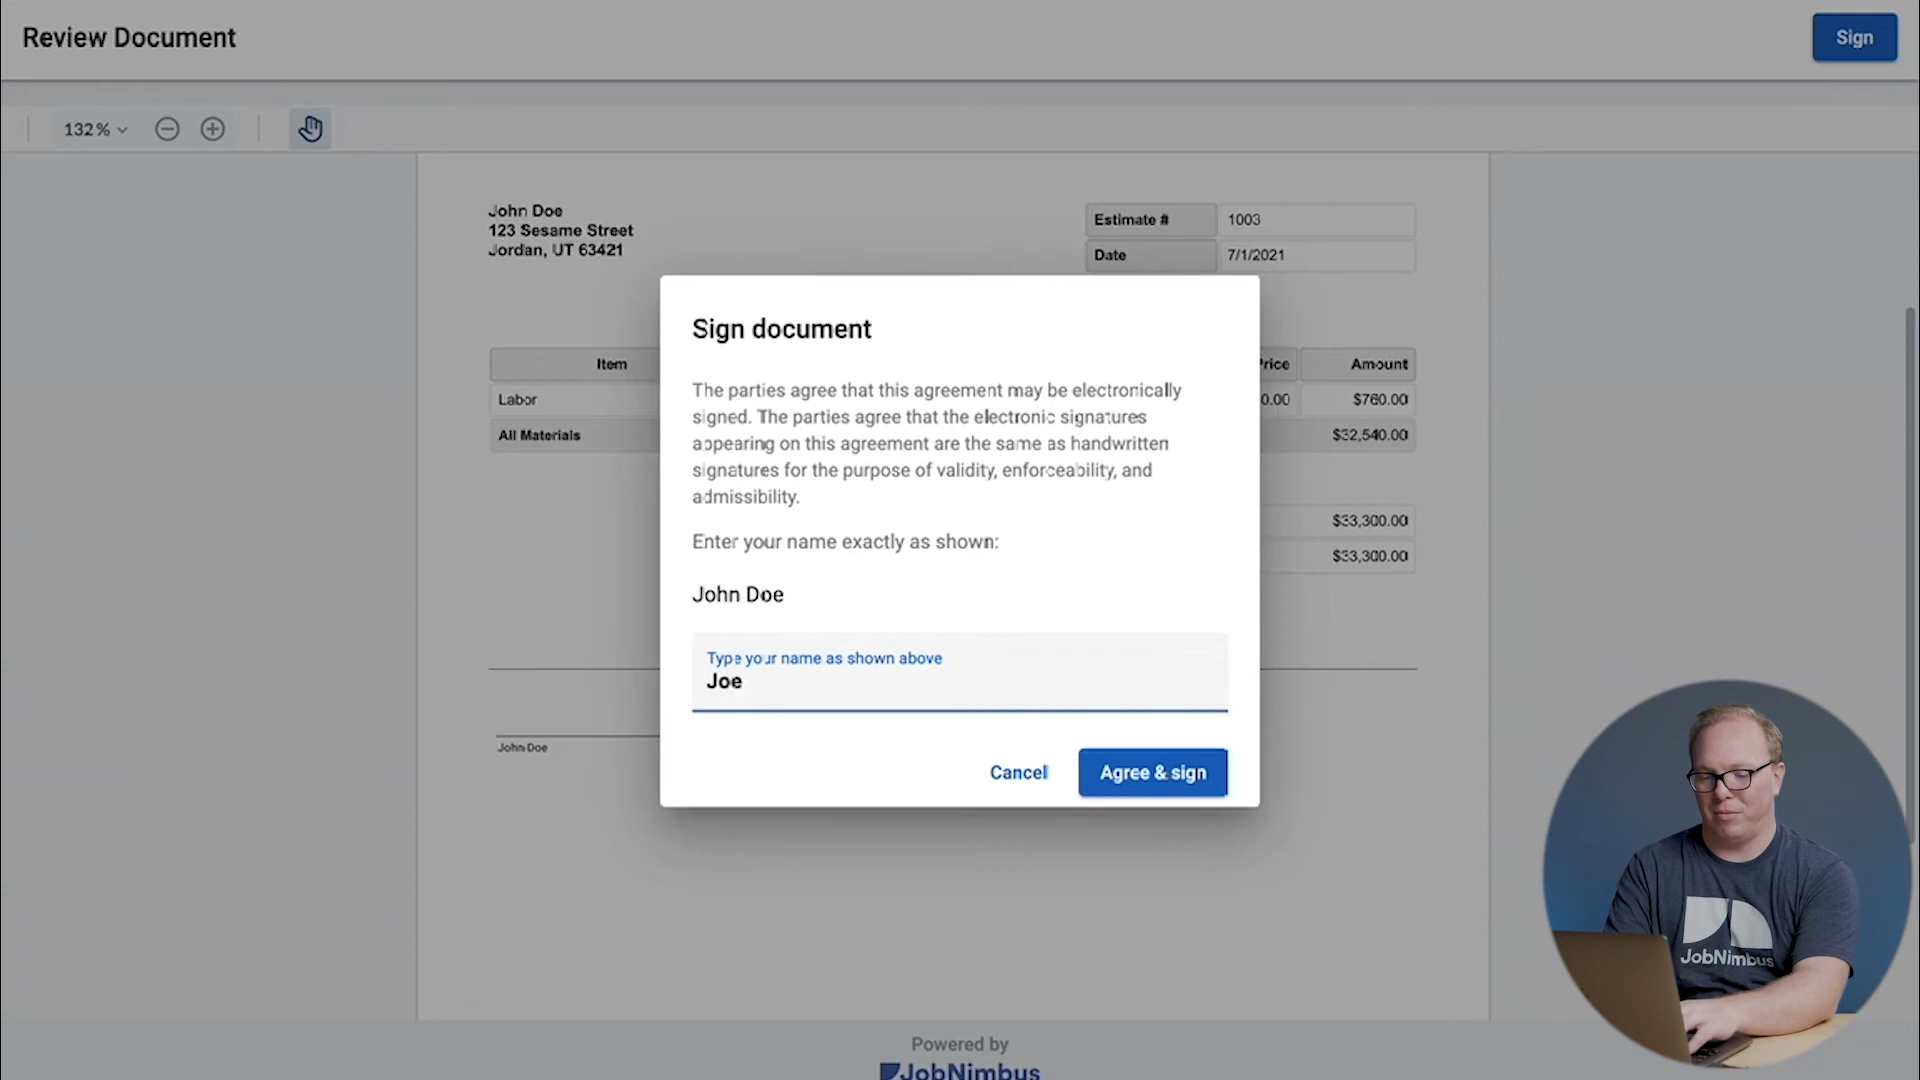 Review Document
Sign
132%
John Doe
123 Sesame Street
Jordan, UT 63421
Estimate # 1003
Date 7/1/2021
Item Price Amount
Labor 0.00 $760.00
All Materials $32,540.00
$33,300.00
$33,300.00
John Doe
Sign document
The parties agree that this agreement may be electronically
signed. The parties agree that the electronic signatures
appearing on this agreement are the same as handwritten
signatures for the purpose of validity, enforceability, and
admissibility.
Enter your name exactly as shown:
John Doe
Type your name as shown above
Joe
Cancel
Agree & sign
JobNimbus
Powered by
JobNimbus